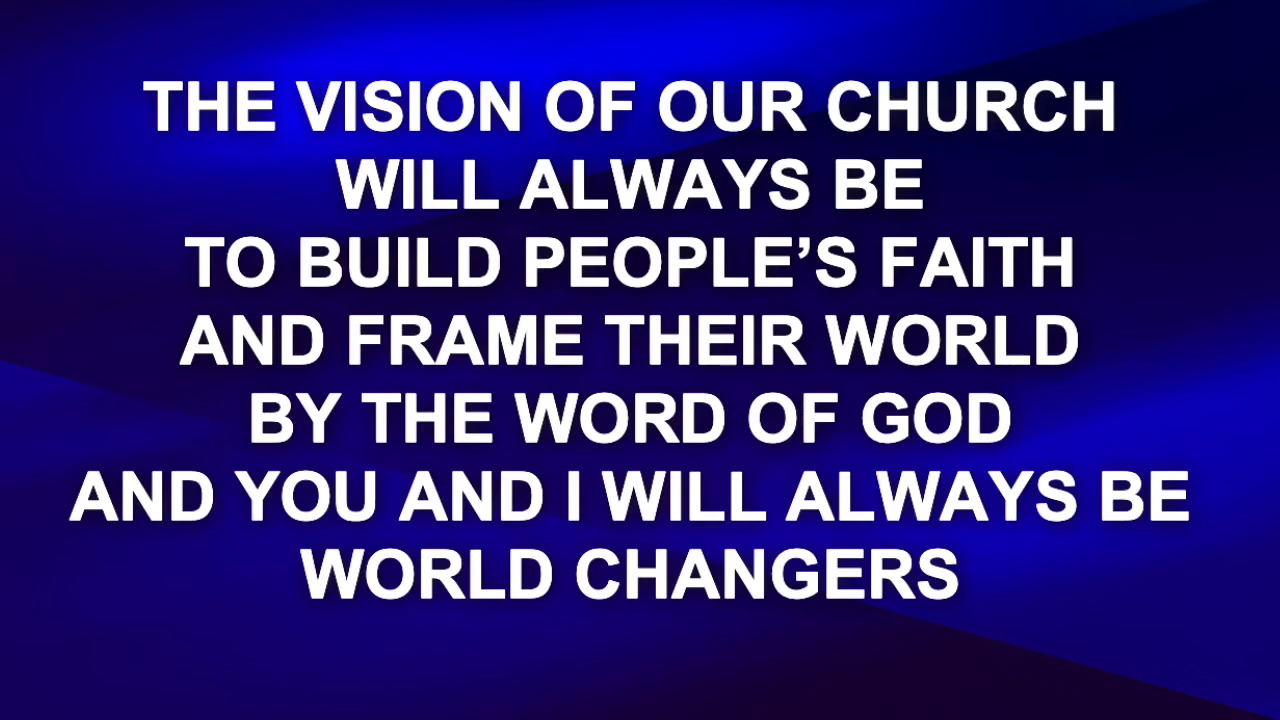 THE VISION OF OUR CHURCH
WILL ALWAYS BE
TO BUILD PEOPLE’S FAITH
AND FRAME THEIR WORLD
BY THE WORD OF GOD
AND YOU AND I WILL ALWAYS BE
WORLD CHANGERS